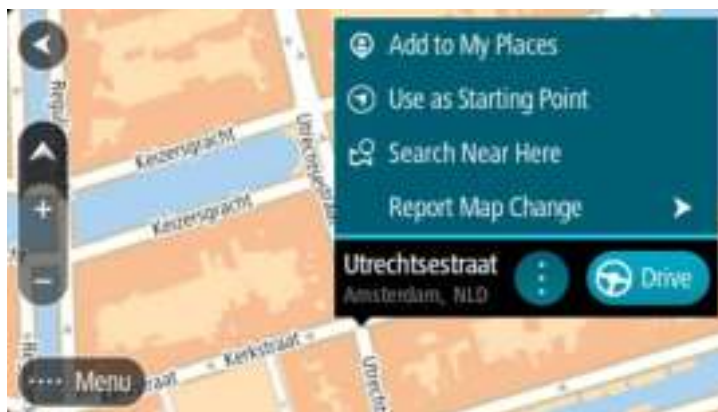 Add to My Places
Use as Starting Point
Search Near Here
Report Map Change
Utrechtsestraat
Amsterdam, NLD
Drive
Keizersgracht
Keizersgracht
Kerkstraat
Menu